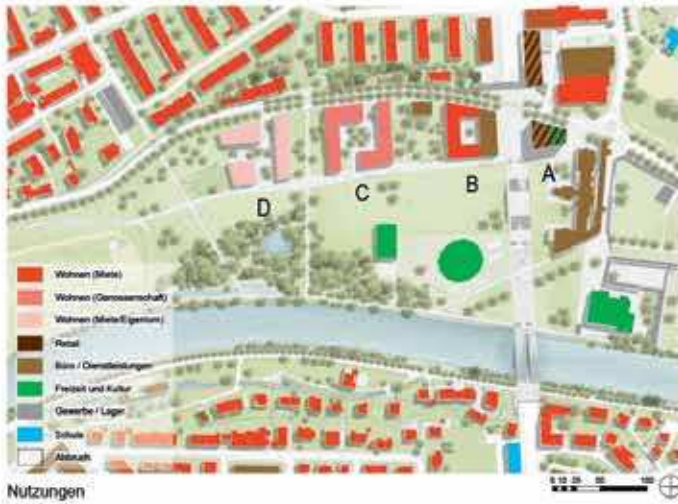 A
B
C
D
Wohnen (Miete)
Wohnen (Genossenschaft)
Wohnen (Miete/Eigentum)
Retail
Büro / Dienstleistungen
Freizeit und Kultur
Gewerbe / Lager
Schule
Abbruch
Nutzungen